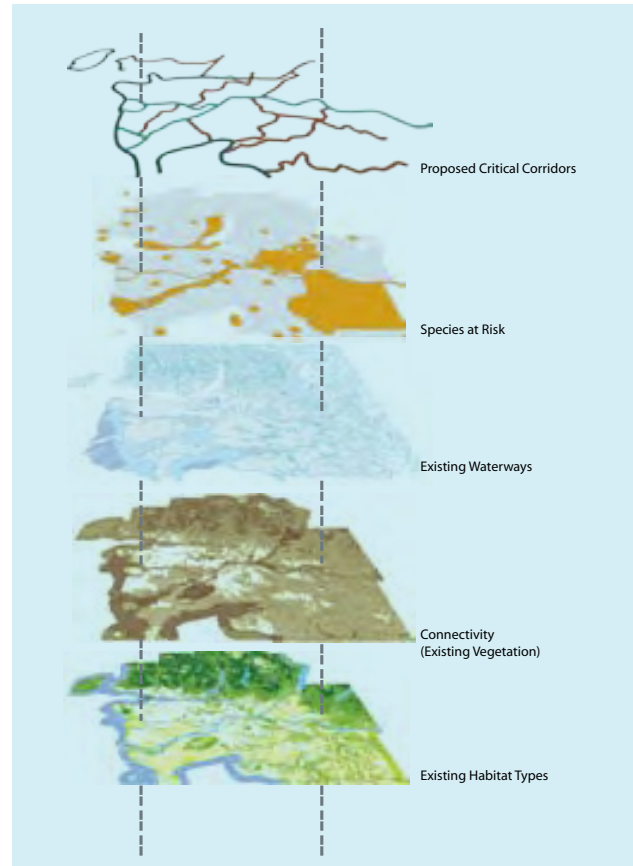 Proposed Critical Corridors
Species at Risk
Existing Waterways
Connectivity
(Existing Vegetation)
Existing Habitat Types